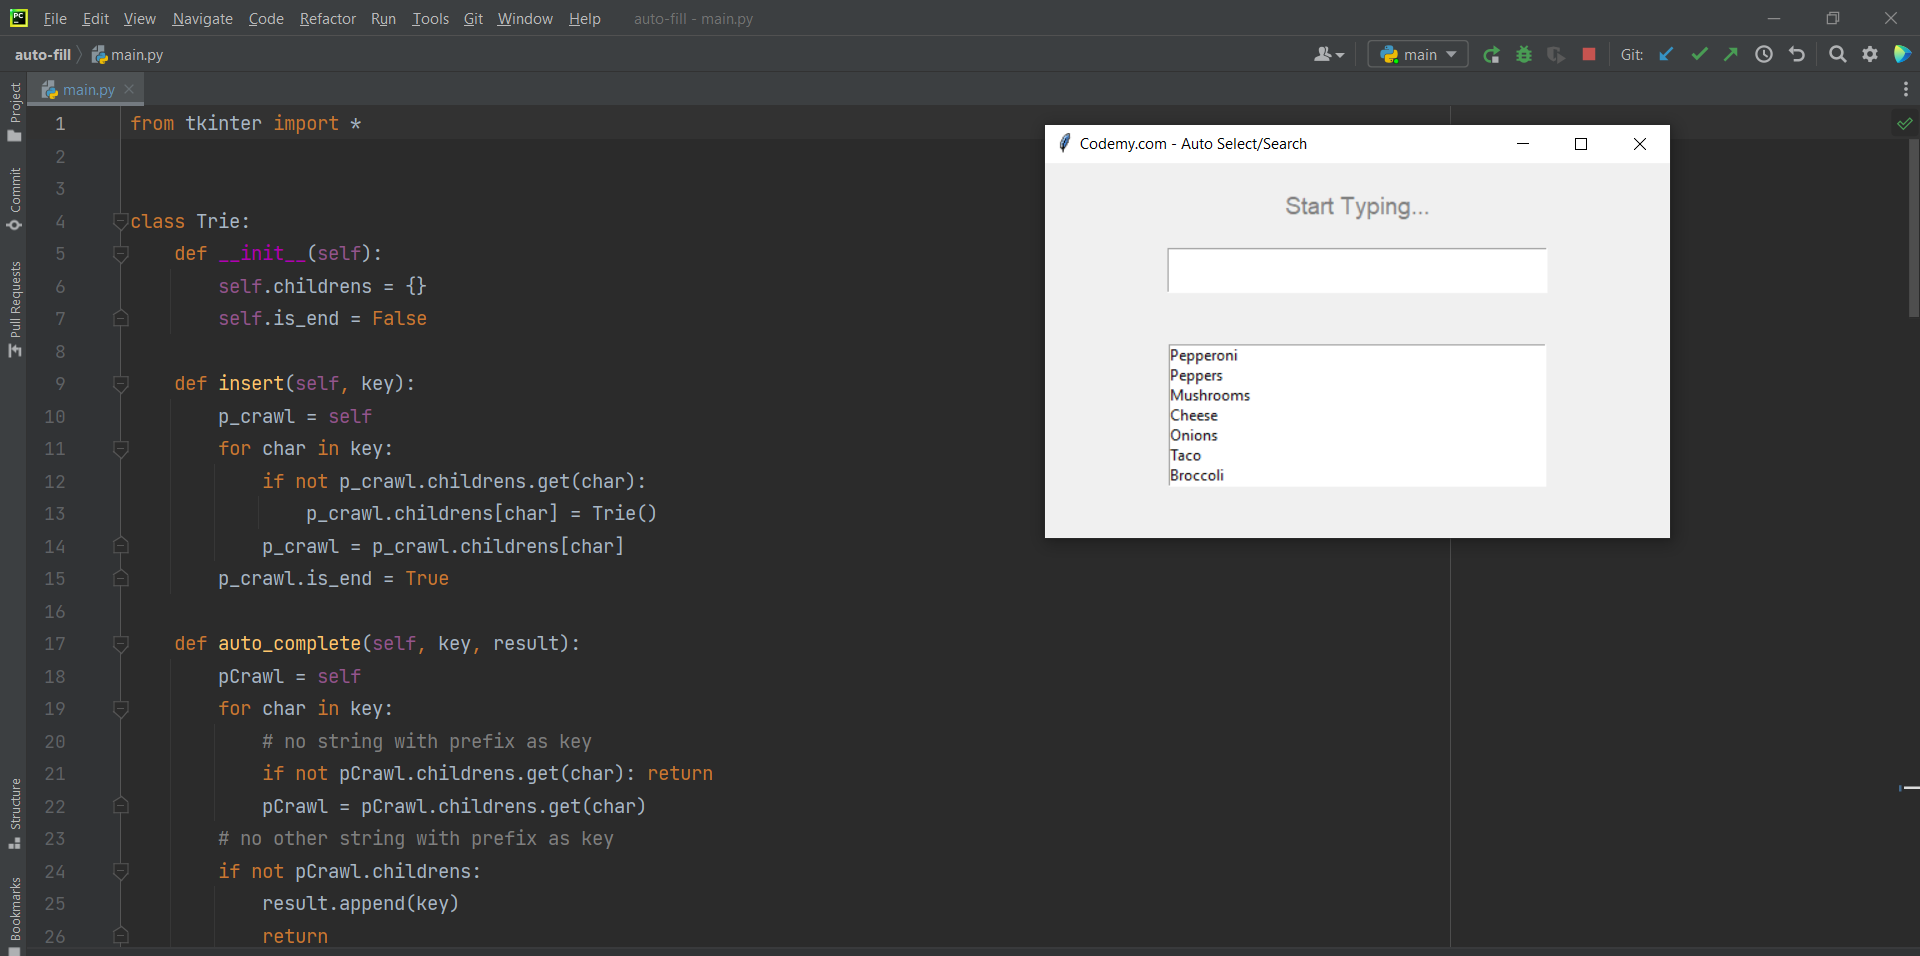 PC File Edit View Navigate Code Refactor Run Tools Git Window Help auto-fill - main.py
auto-fill main.py main Git:
main.py
Project
Commit
Pull Requests
Structure
Bookmarks
1 from tkinter import *
2
3
4 class Trie:
5     def __init__(self):
6         self.childrens = {}
7         self.is_end = False
8
9     def insert(self, key):
10         p_crawl = self
11         for char in key:
12             if not p_crawl.childrens.get(char):
13                 p_crawl.childrens[char] = Trie()
14             p_crawl = p_crawl.childrens[char]
15         p_crawl.is_end = True
16
17     def auto_complete(self, key, result):
18         pCrawl = self
19         for char in key:
20             # no string with prefix as key
21             if not pCrawl.childrens.get(char): return
22             pCrawl = pCrawl.childrens.get(char)
23         # no other string with prefix as key
24         if not pCrawl.childrens:
25             result.append(key)
26             return
Codemy.com - Auto Select/Search
Start Typing...
Pepperoni
Peppers
Mushrooms
Cheese
Onions
Taco
Broccoli